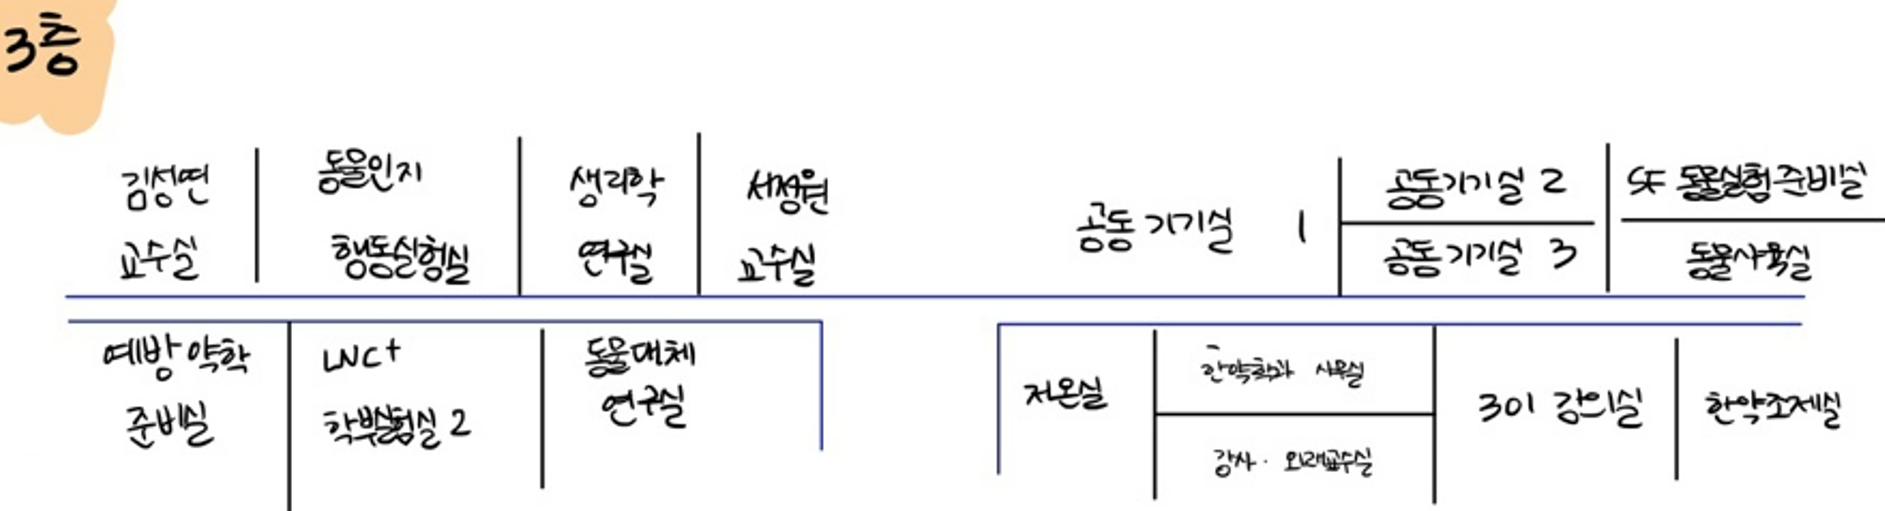 3층
김성연
교수실
동물인지
행동실험실
생리학
연구실
서정원
교수실
공동 기기실 1
공동기기실 2
공동 기기실 3
SF 동물실험 준비실
동물사육실
예방 약학
준비실
LNC+
학부실험실 2
동물대체
연구실
저온실
한약학과 사무실
강사 · 외래교수실
301 강의실
한약조제실